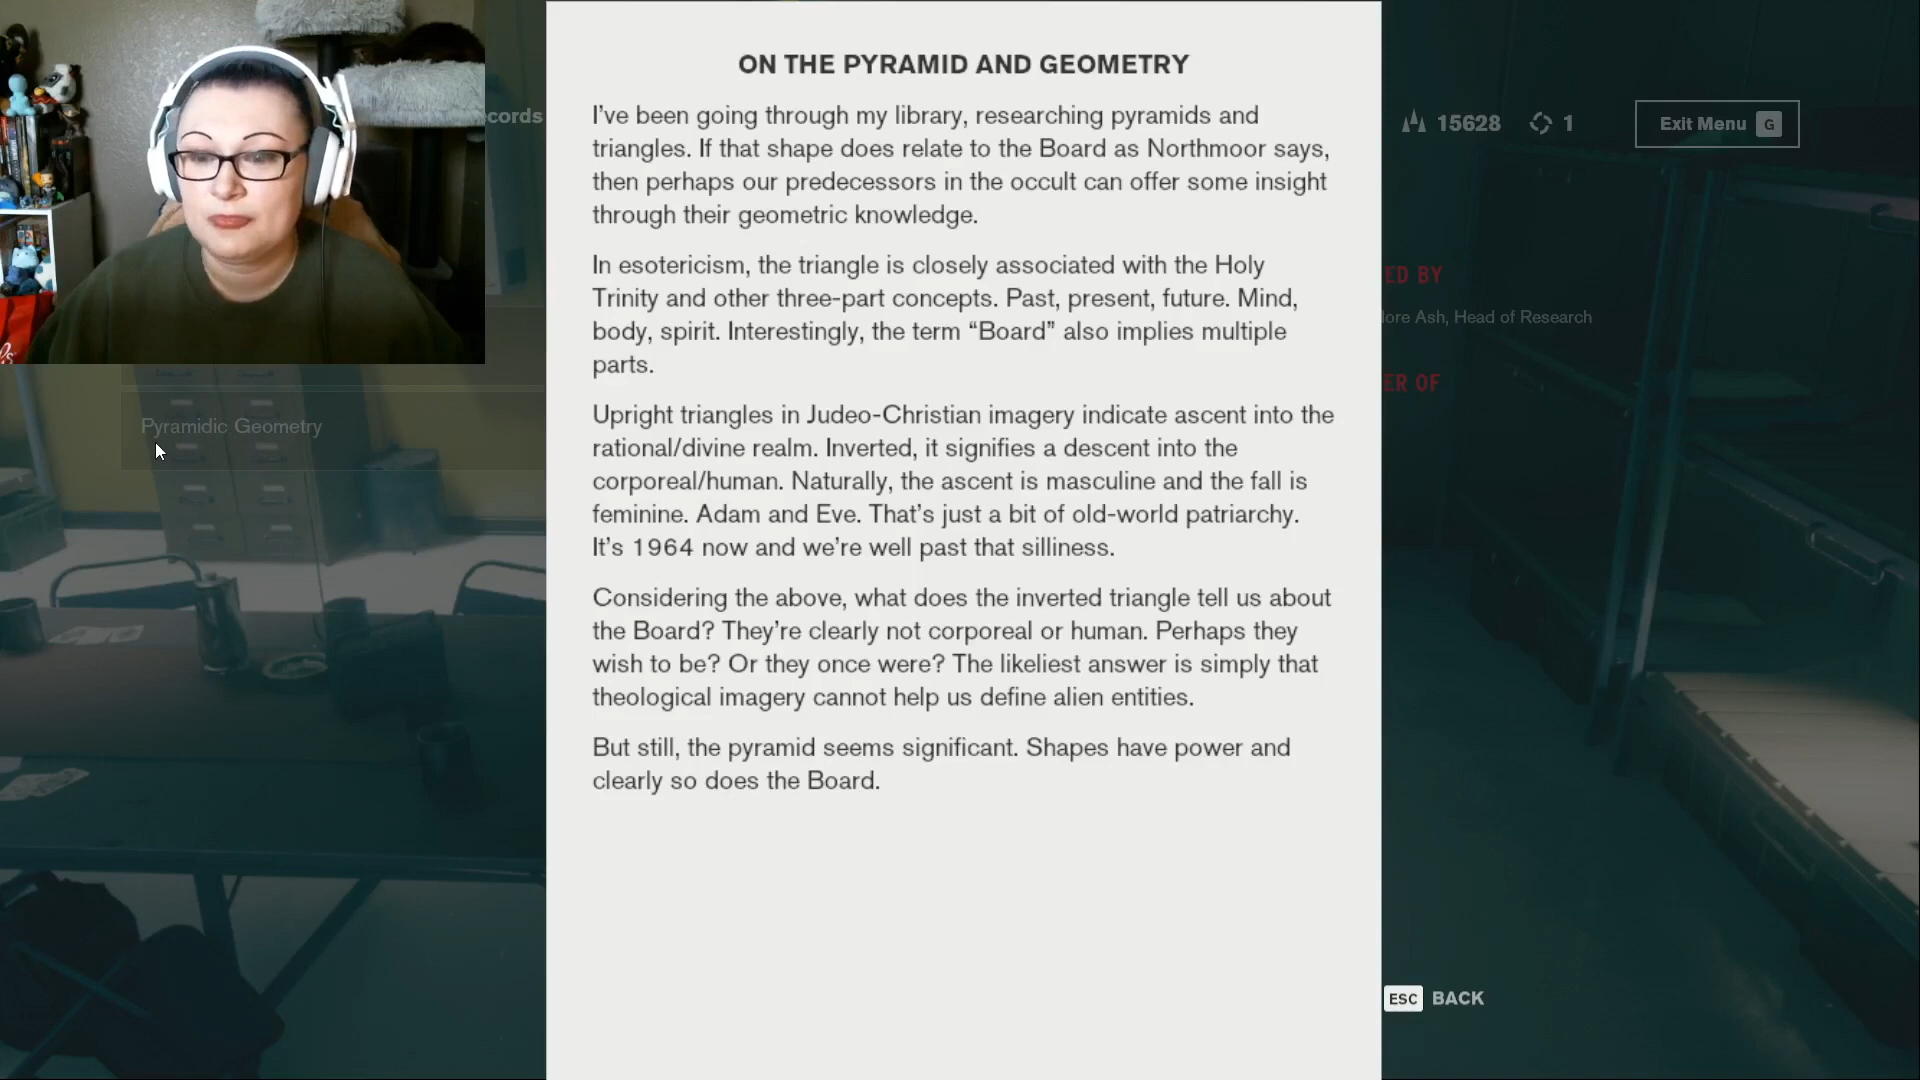 ON THE PYRAMID AND GEOMETRY
I've been going through my library, researching pyramids and
triangles. If that shape does relate to the Board as Northmoor says,
then perhaps our predecessors in the occult can offer some insight
through their geometric knowledge.
In esotericism, the triangle is closely associated with the Holy
Trinity and other three-part concepts. Past, present, future. Mind,
body, spirit. Interestingly, the term “Board” also implies multiple
parts.
Upright triangles in Judeo-Christian imagery indicate ascent into the
rational/divine realm. Inverted, it signifies a descent into the
corporeal/human. Naturally, the ascent is masculine and the fall is
feminine. Adam and Eve. That's just a bit of old-world patriarchy.
It's 1964 now and we're well past that silliness.
Considering the above, what does the inverted triangle tell us about
the Board? They're clearly not corporeal or human. Perhaps they
wish to be? Or they once were? The likeliest answer is simply that
theological imagery cannot help us define alien entities.
But still, the pyramid seems significant. Shapes have power and
clearly so does the Board.
cords
Pyramidic Geometry
15628 1
Exit Menu G
ED BY
lore Ash, Head of Research
ER OF
ESC BACK